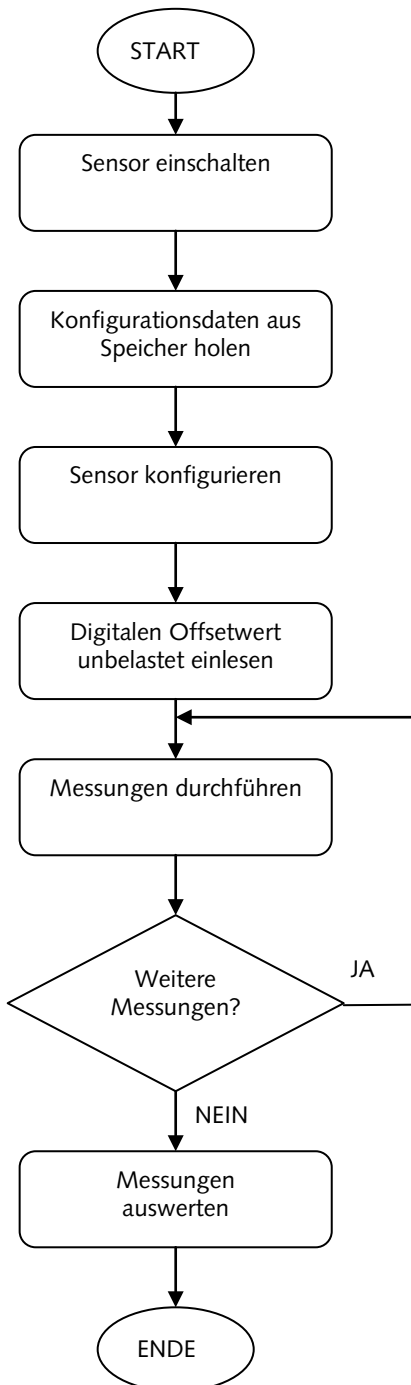 START
Sensor einschalten
Konfigurationsdaten aus
Speicher holen
Sensor konfigurieren
Digitalen Offsetwert
unbelastet einlesen
Messungen durchführen
Weitere
Messungen?
JA
NEIN
Messungen
auswerten
ENDE